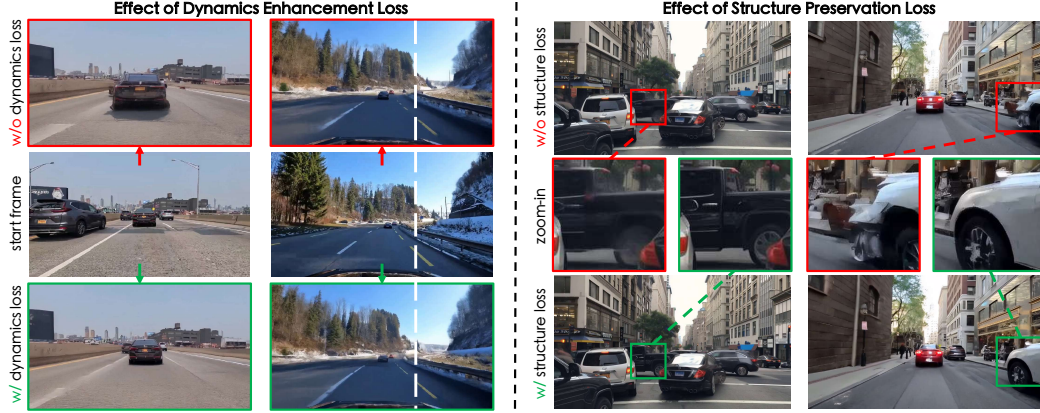 Effect of Dynamics Enhancement Loss
w/o dynamics loss
start frame
w/ dynamics loss
Effect of Structure Preservation Loss
w/o structure loss
zoom-in
w/ structure loss